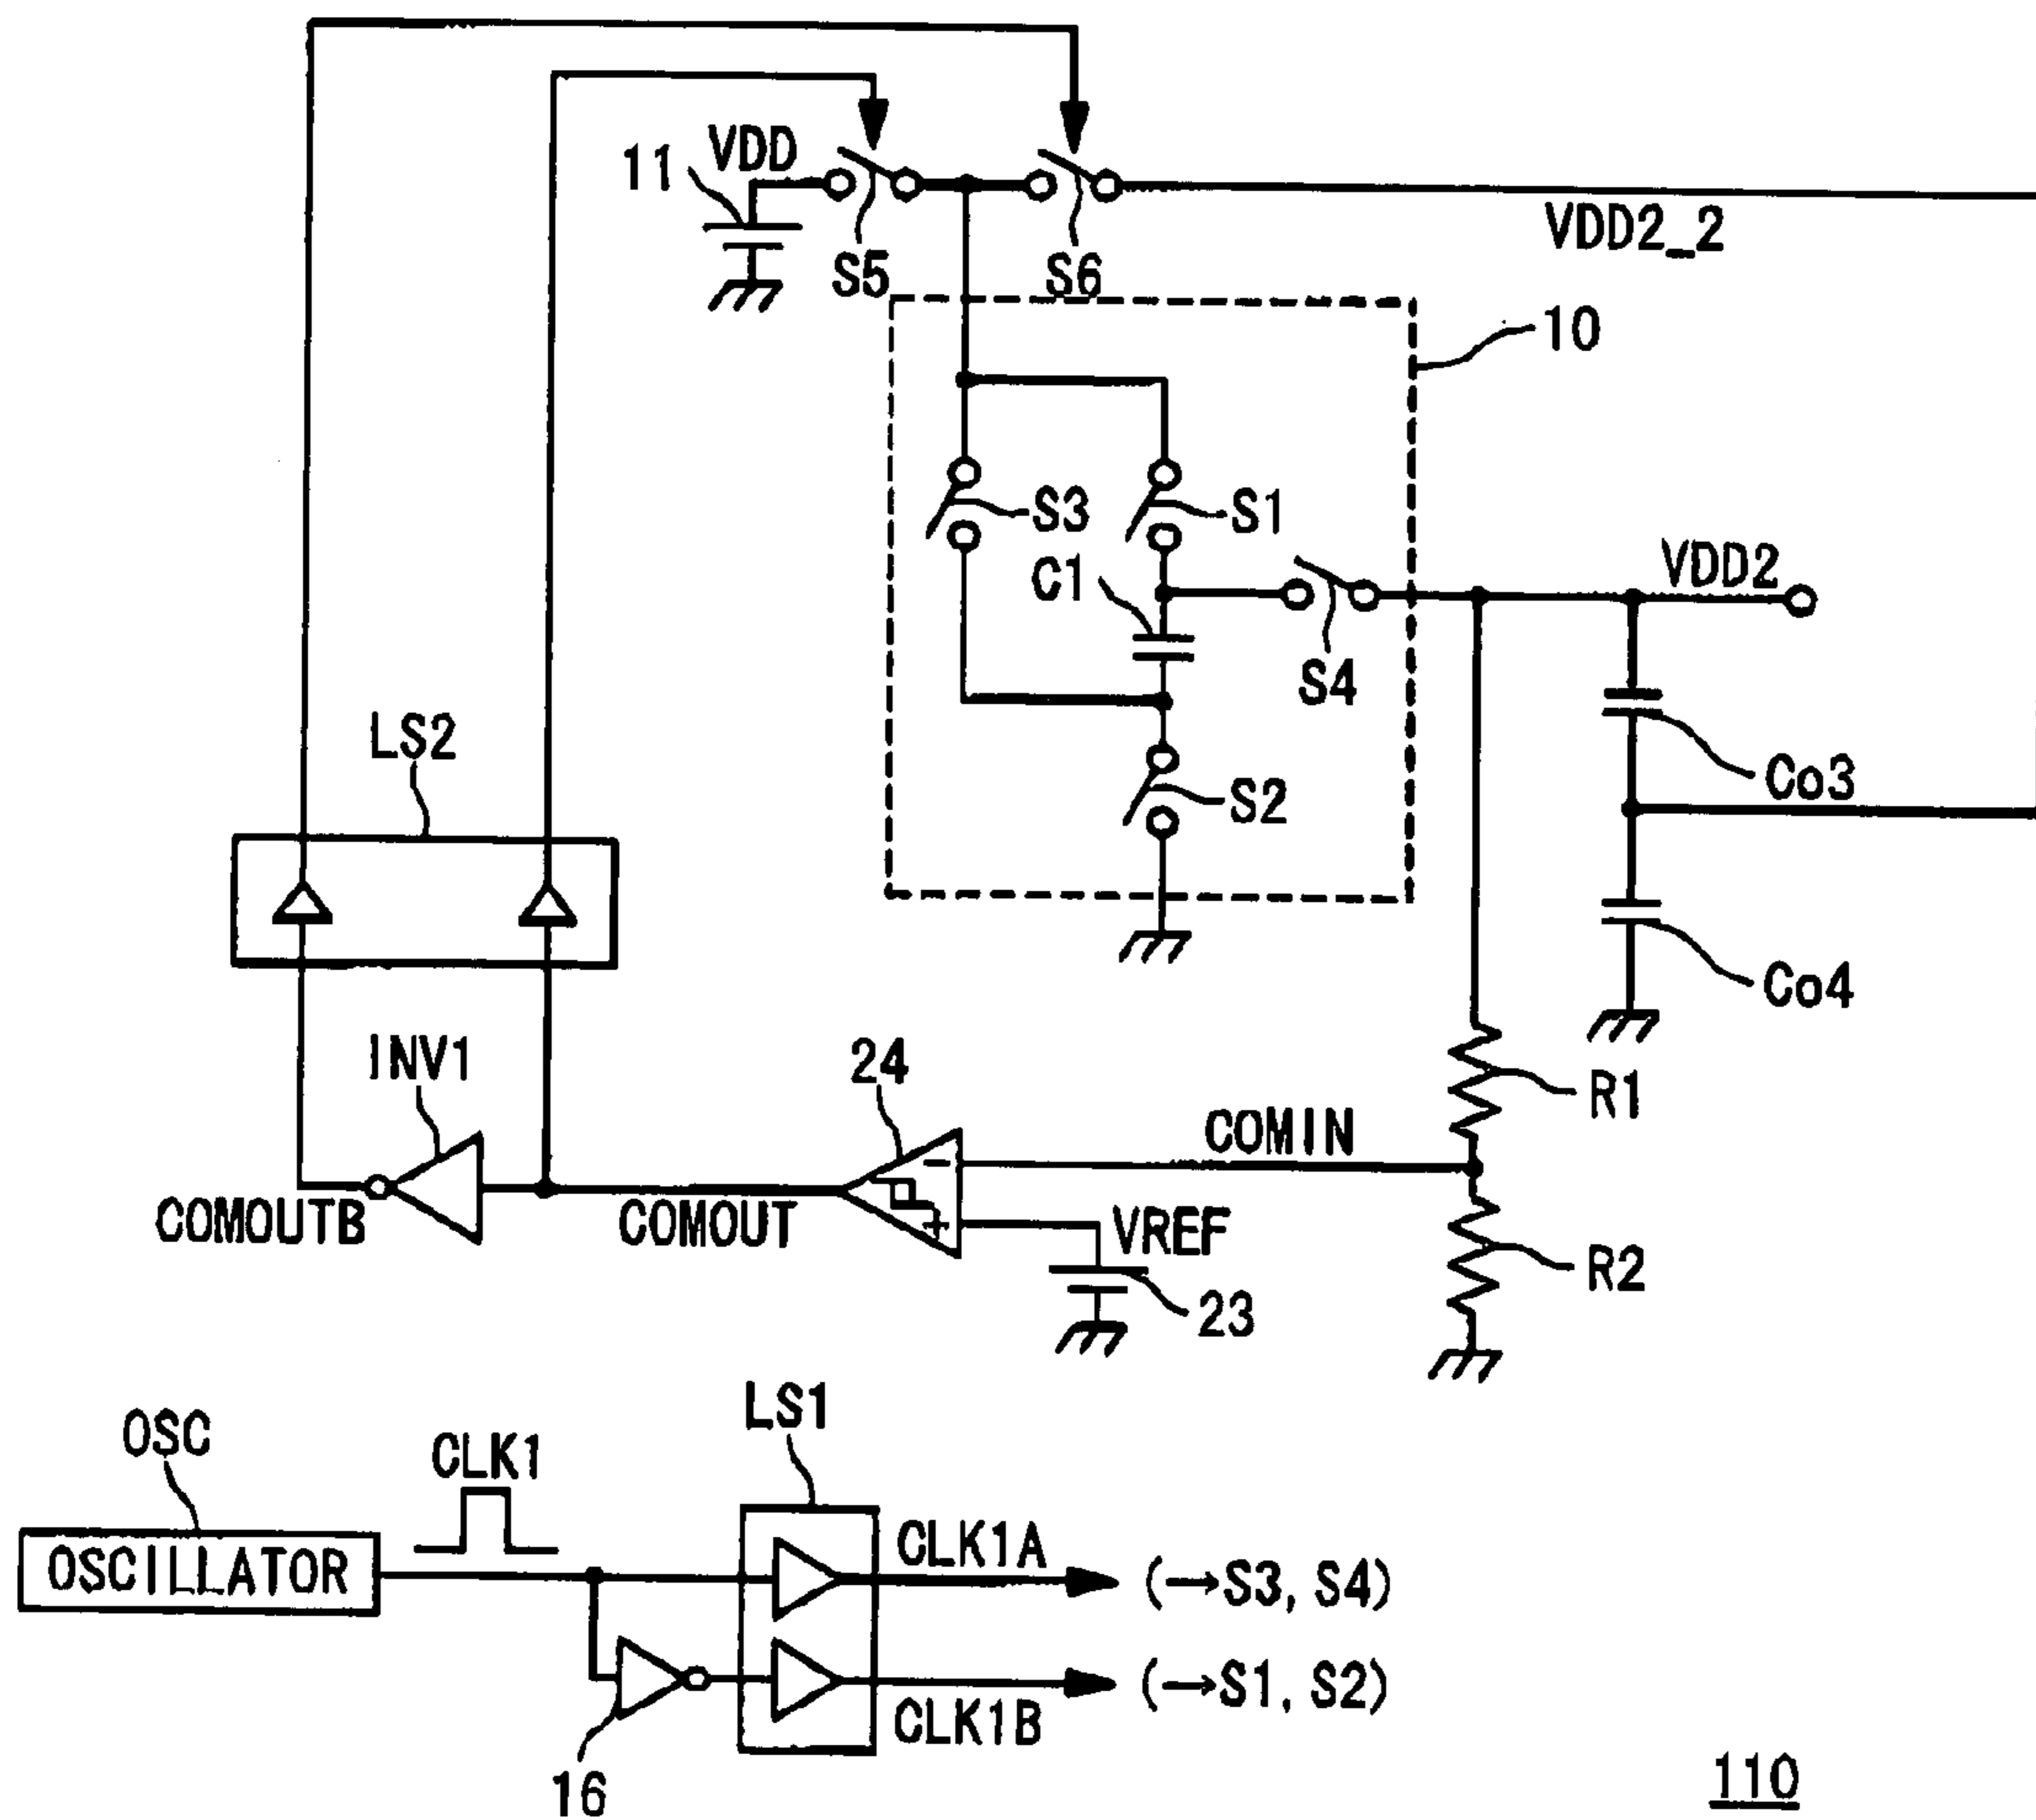 11
VDD
S5
S6
VDD2_2
10
S3
S1
C1
S4
VDD2
LS2
S2
Co3
Co4
INV1
24
COMIN
R1
COMOUTB
COMOUT
-
+
VREF
R2
23
OSC
CLK1
LS1
OSCILLATOR
CLK1A
(→S3, S4)
(→S1, S2)
CLK1B
16
110